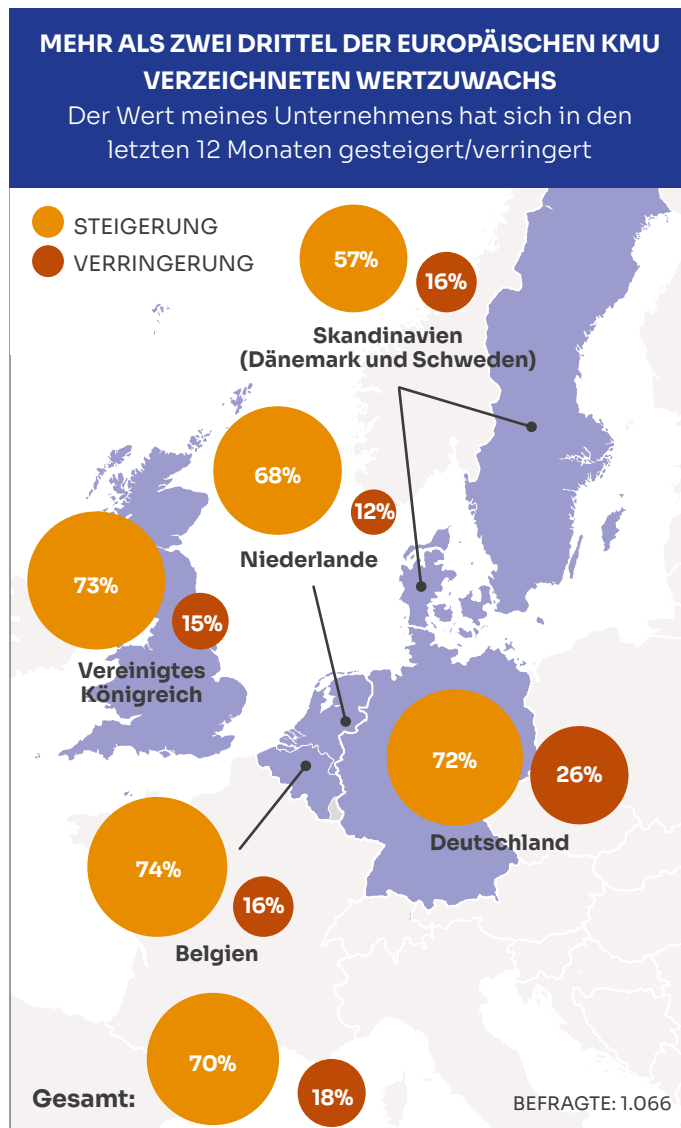 MEHR ALS ZWEI DRITTEL DER EUROPÄISCHEN KMU
VERZEICHNETEN WERTZUWACHS
Der Wert meines Unternehmens hat sich in den
letzten 12 Monaten gesteigert/verringert
STEIGERUNG
VERRINGERUNG
57%
16%
Skandinavien
(Dänemark und Schweden)
68%
12%
Niederlande
73%
15%
Vereinigtes
Königreich
72%
26%
Deutschland
74%
16%
Belgien
70%
18%
Gesamt:
BEFRAGTE: 1.066